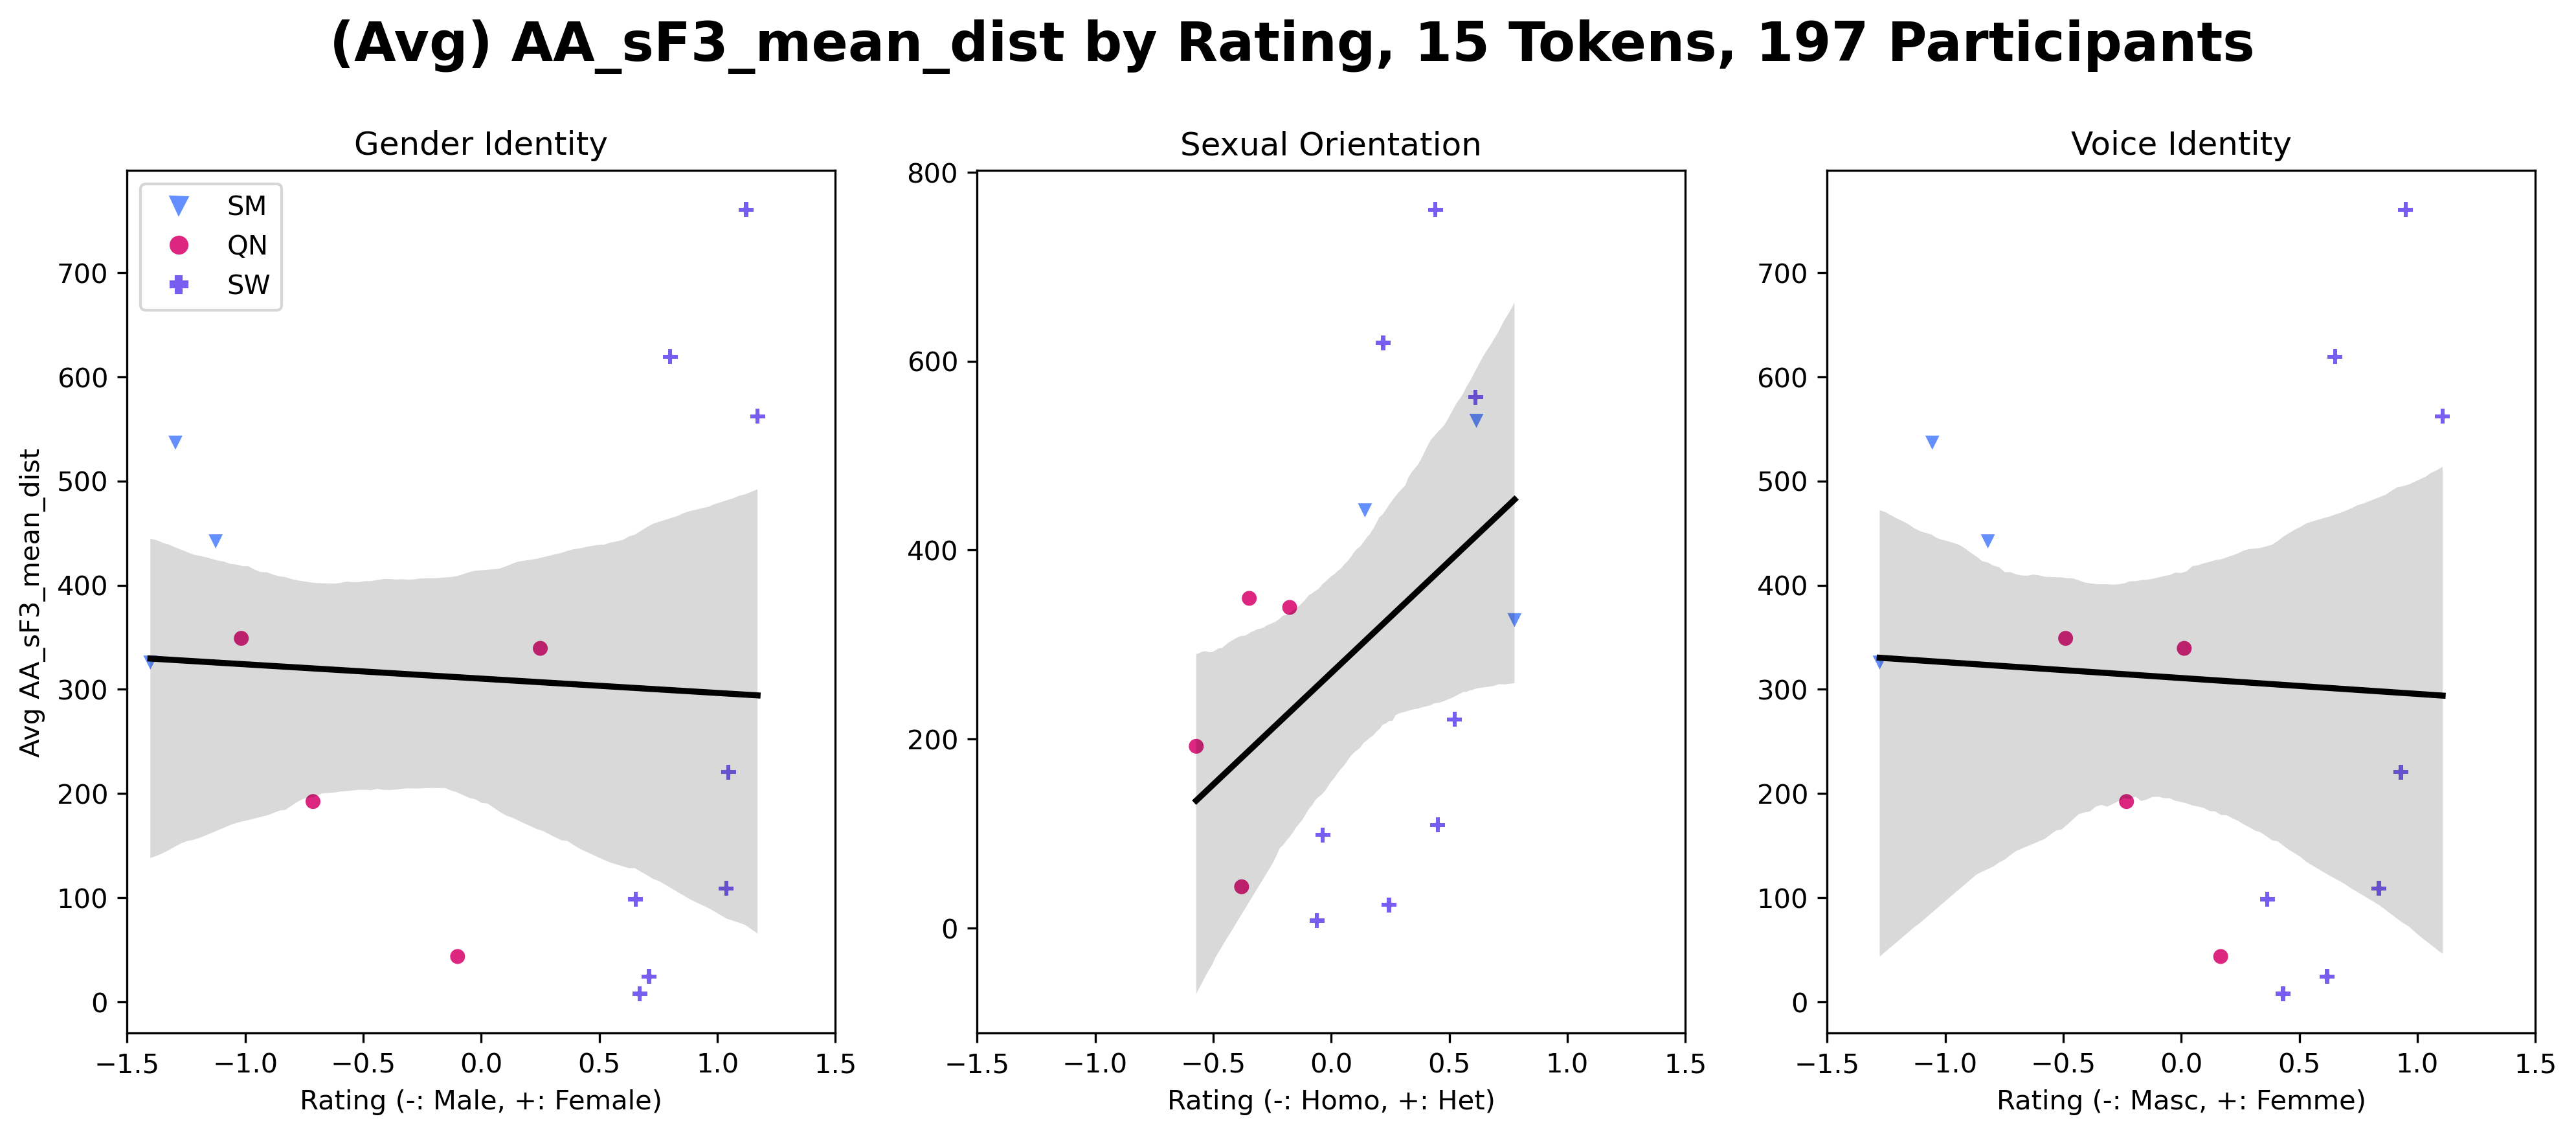 (Avg) AA_sF3_mean_dist by Rating, 15 Tokens, 197 Participants
Gender Identity
SM
QN
SW
Avg AA_sF3_mean_dist
700
600
500
400
300
200
100
0
−1.5 −1.0 −0.5 0.0 0.5 1.0 1.5
Rating (-: Male, +: Female)
Sexual Orientation
800
600
400
200
0
−1.5 −1.0 −0.5 0.0 0.5 1.0 1.5
Rating (-: Homo, +: Het)
Voice Identity
700
600
500
400
300
200
100
0
−1.5 −1.0 −0.5 0.0 0.5 1.0 1.5
Rating (-: Masc, +: Femme)